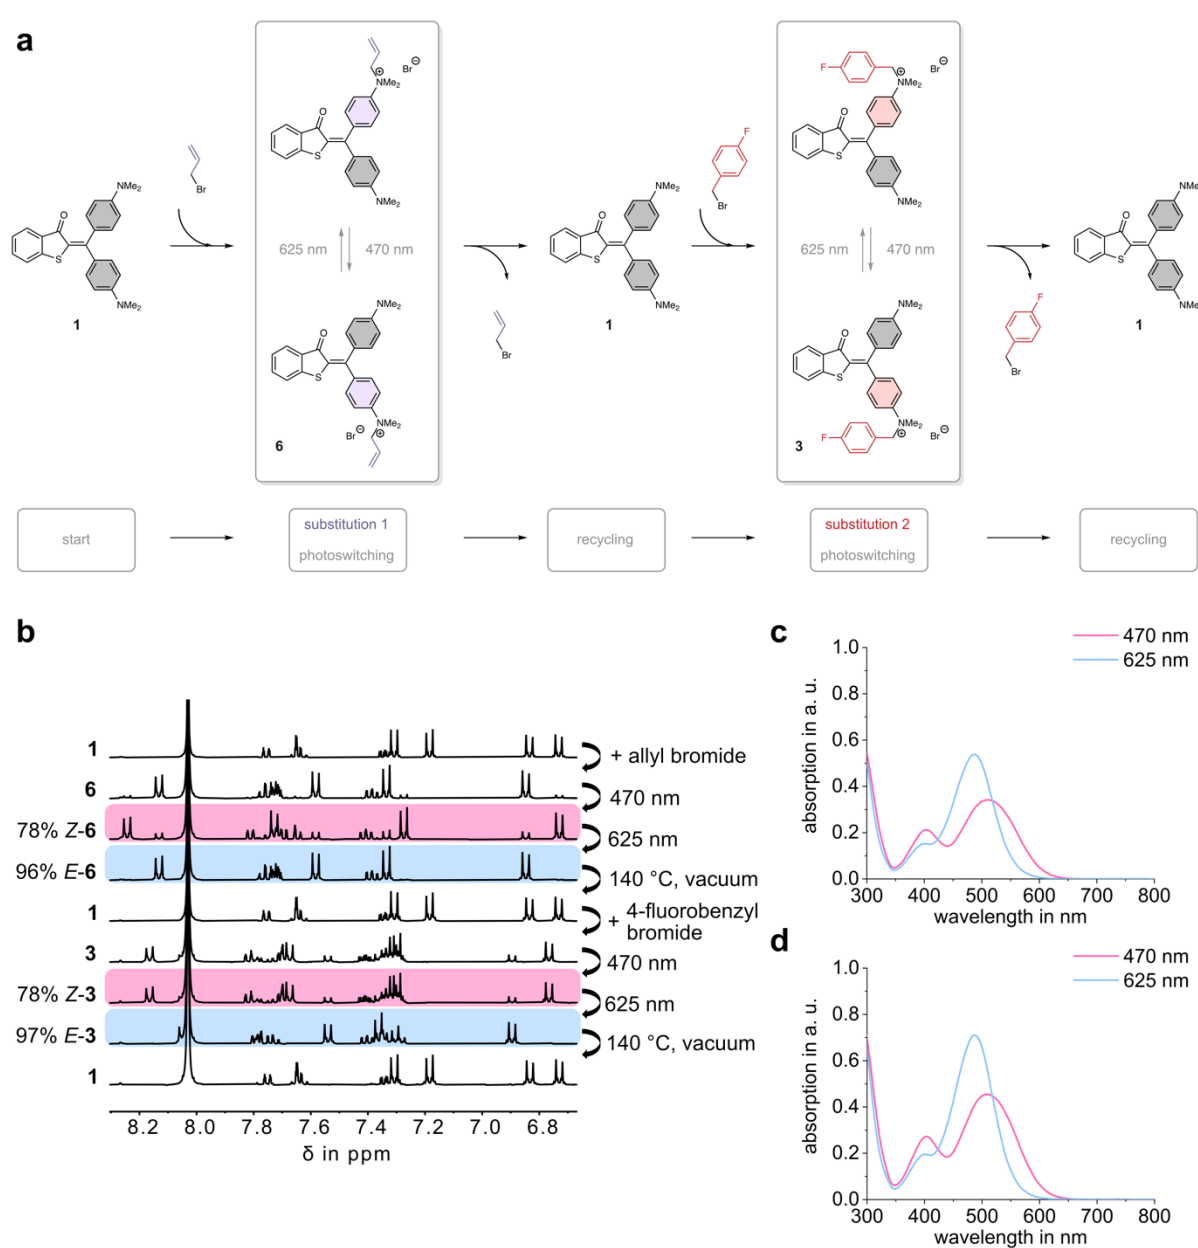 a
Br
Br⊖
⊕
NMe2
O
S
NMe2
625 nm
470 nm
NMe2
O
S
NMe2
Br⊖
⊕
6
NMe2
O
S
NMe2
1
Br
NMe2
O
S
NMe2
1
F
Br
F
⊕
NMe2
Br⊖
O
S
NMe2
625 nm
470 nm
NMe2
O
S
NMe2
F
⊕
Br⊖
3
F
Br
NMe
O
S
NMe2
1
start
substitution 1
photoswitching
recycling
substitution 2
photoswitching
recycling
b
1
+ allyl bromide
6
470 nm
78% Z-6
625 nm
96% E-6
140 °C, vacuum
1
+ 4-fluorobenzyl
bromide
3
470 nm
78% Z-3
625 nm
97% E-3
140 °C, vacuum
1
8.2 8.0 7.8 7.6 7.4 7.2 7.0 6.8
δ in ppm
c
470 nm
625 nm
absorption in a. u.
1.0
0.8
0.6
0.4
0.2
0.0
300 400 500 600 700 800
wavelength in nm
d
470 nm
625 nm
absorption in a. u.
1.0
0.8
0.6
0.4
0.2
0.0
300 400 500 600 700 800
wavelength in nm